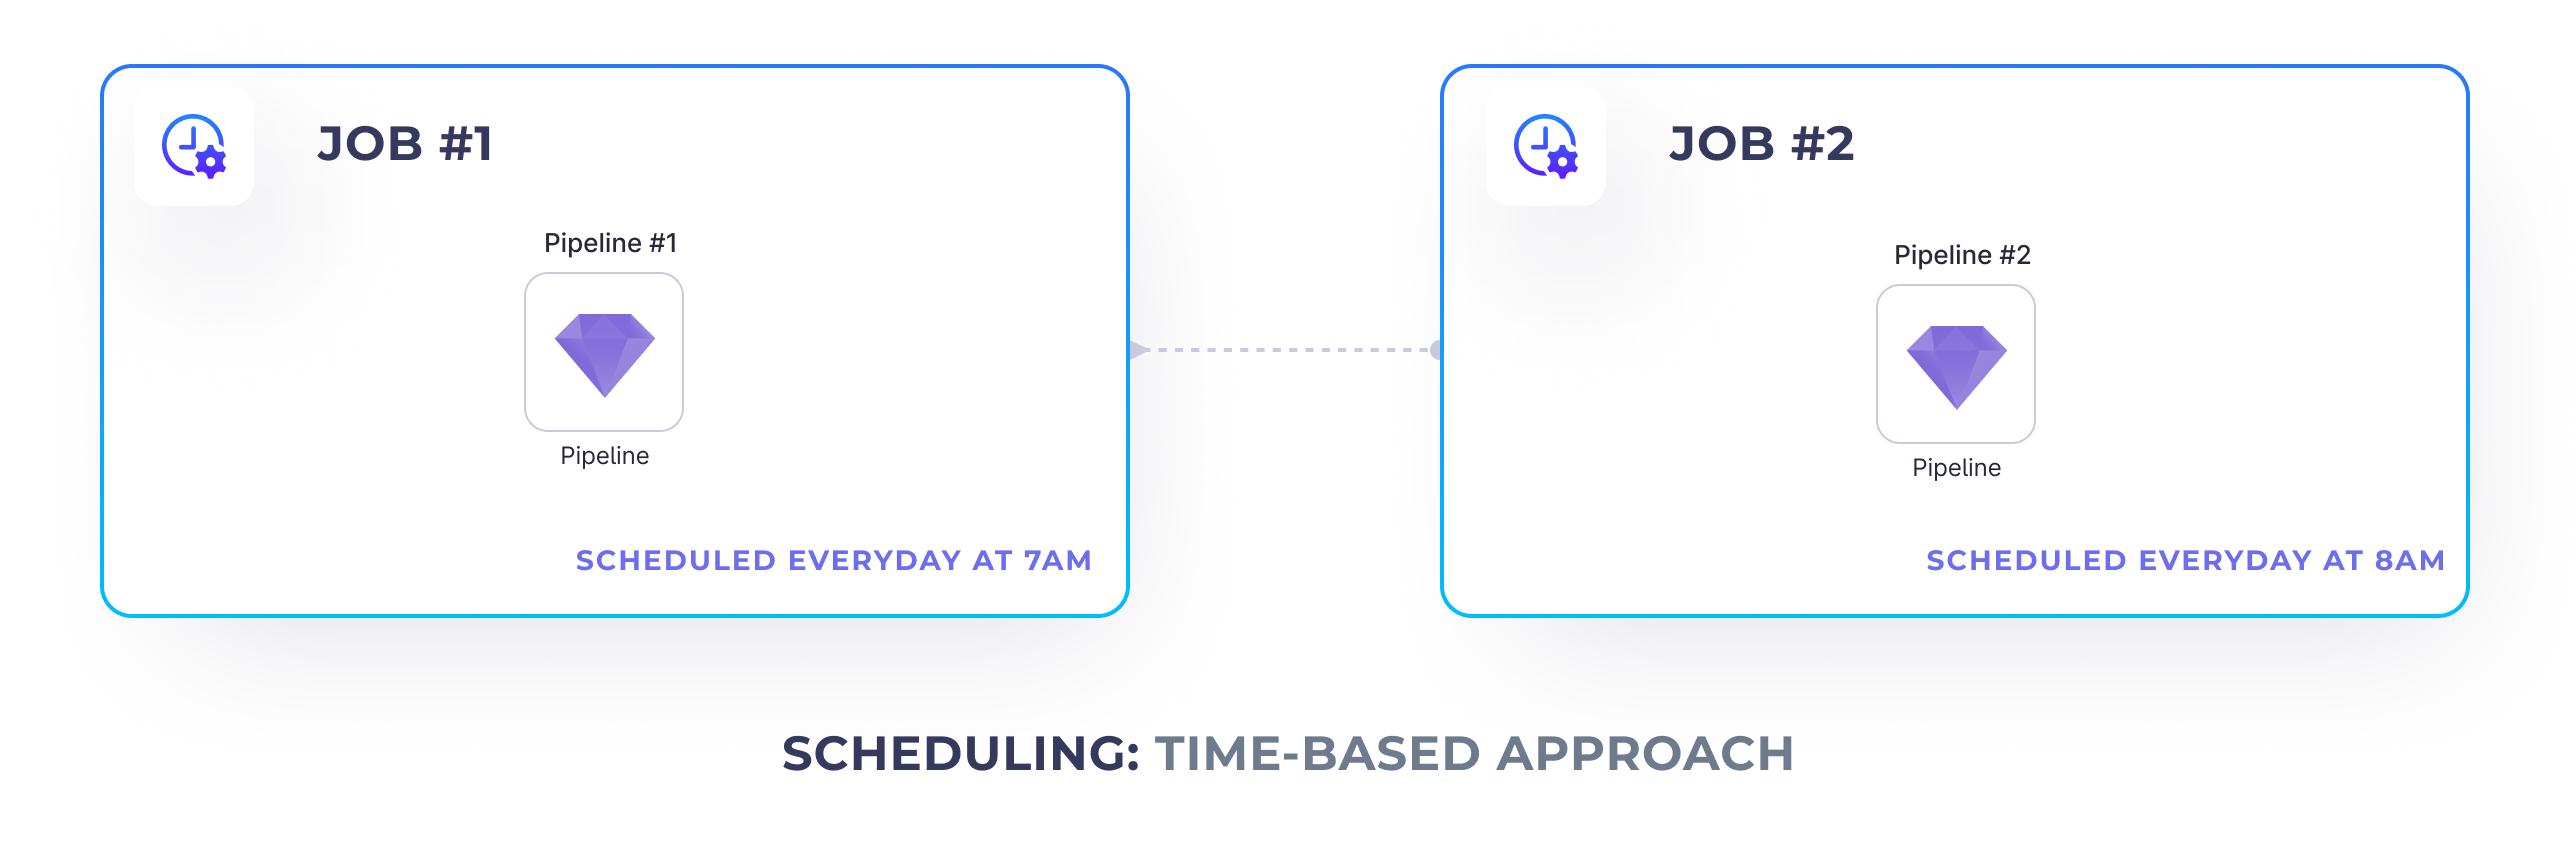 JOB #1
Pipeline #1
Pipeline
SCHEDULED EVERYDAY AT 7AM
JOB #2
Pipeline #2
Pipeline
SCHEDULED EVERYDAY AT 8AM
SCHEDULING: TIME-BASED APPROACH